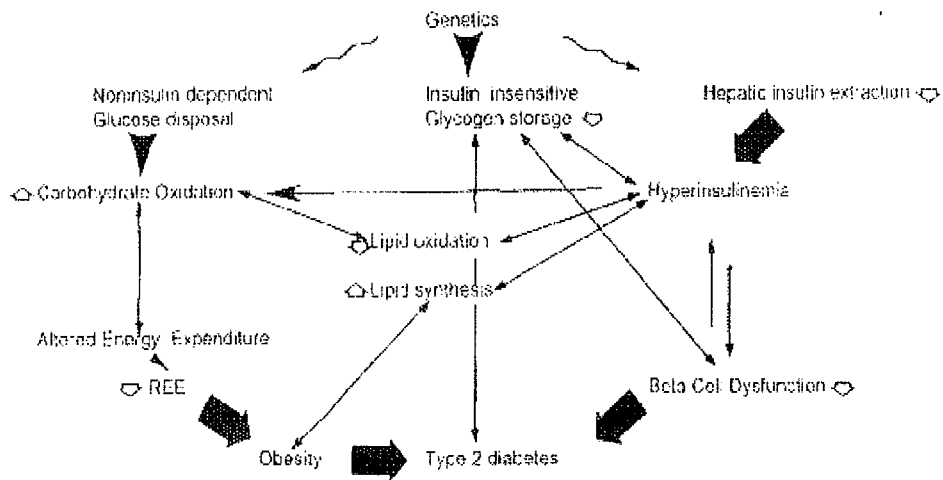 Genetics
Noninsulin dependent
Glucose disposal
Insulin insensitive
Glycogen storage
Hepatic insulin extraction
Carbohydrate Oxidation
Hyperinsulinemia
Lipid oxidation
Lipid synthesis
Altered Energy Expenditure
REE
Beta Cell Dysfunction
Obesity
Type 2 diabetes